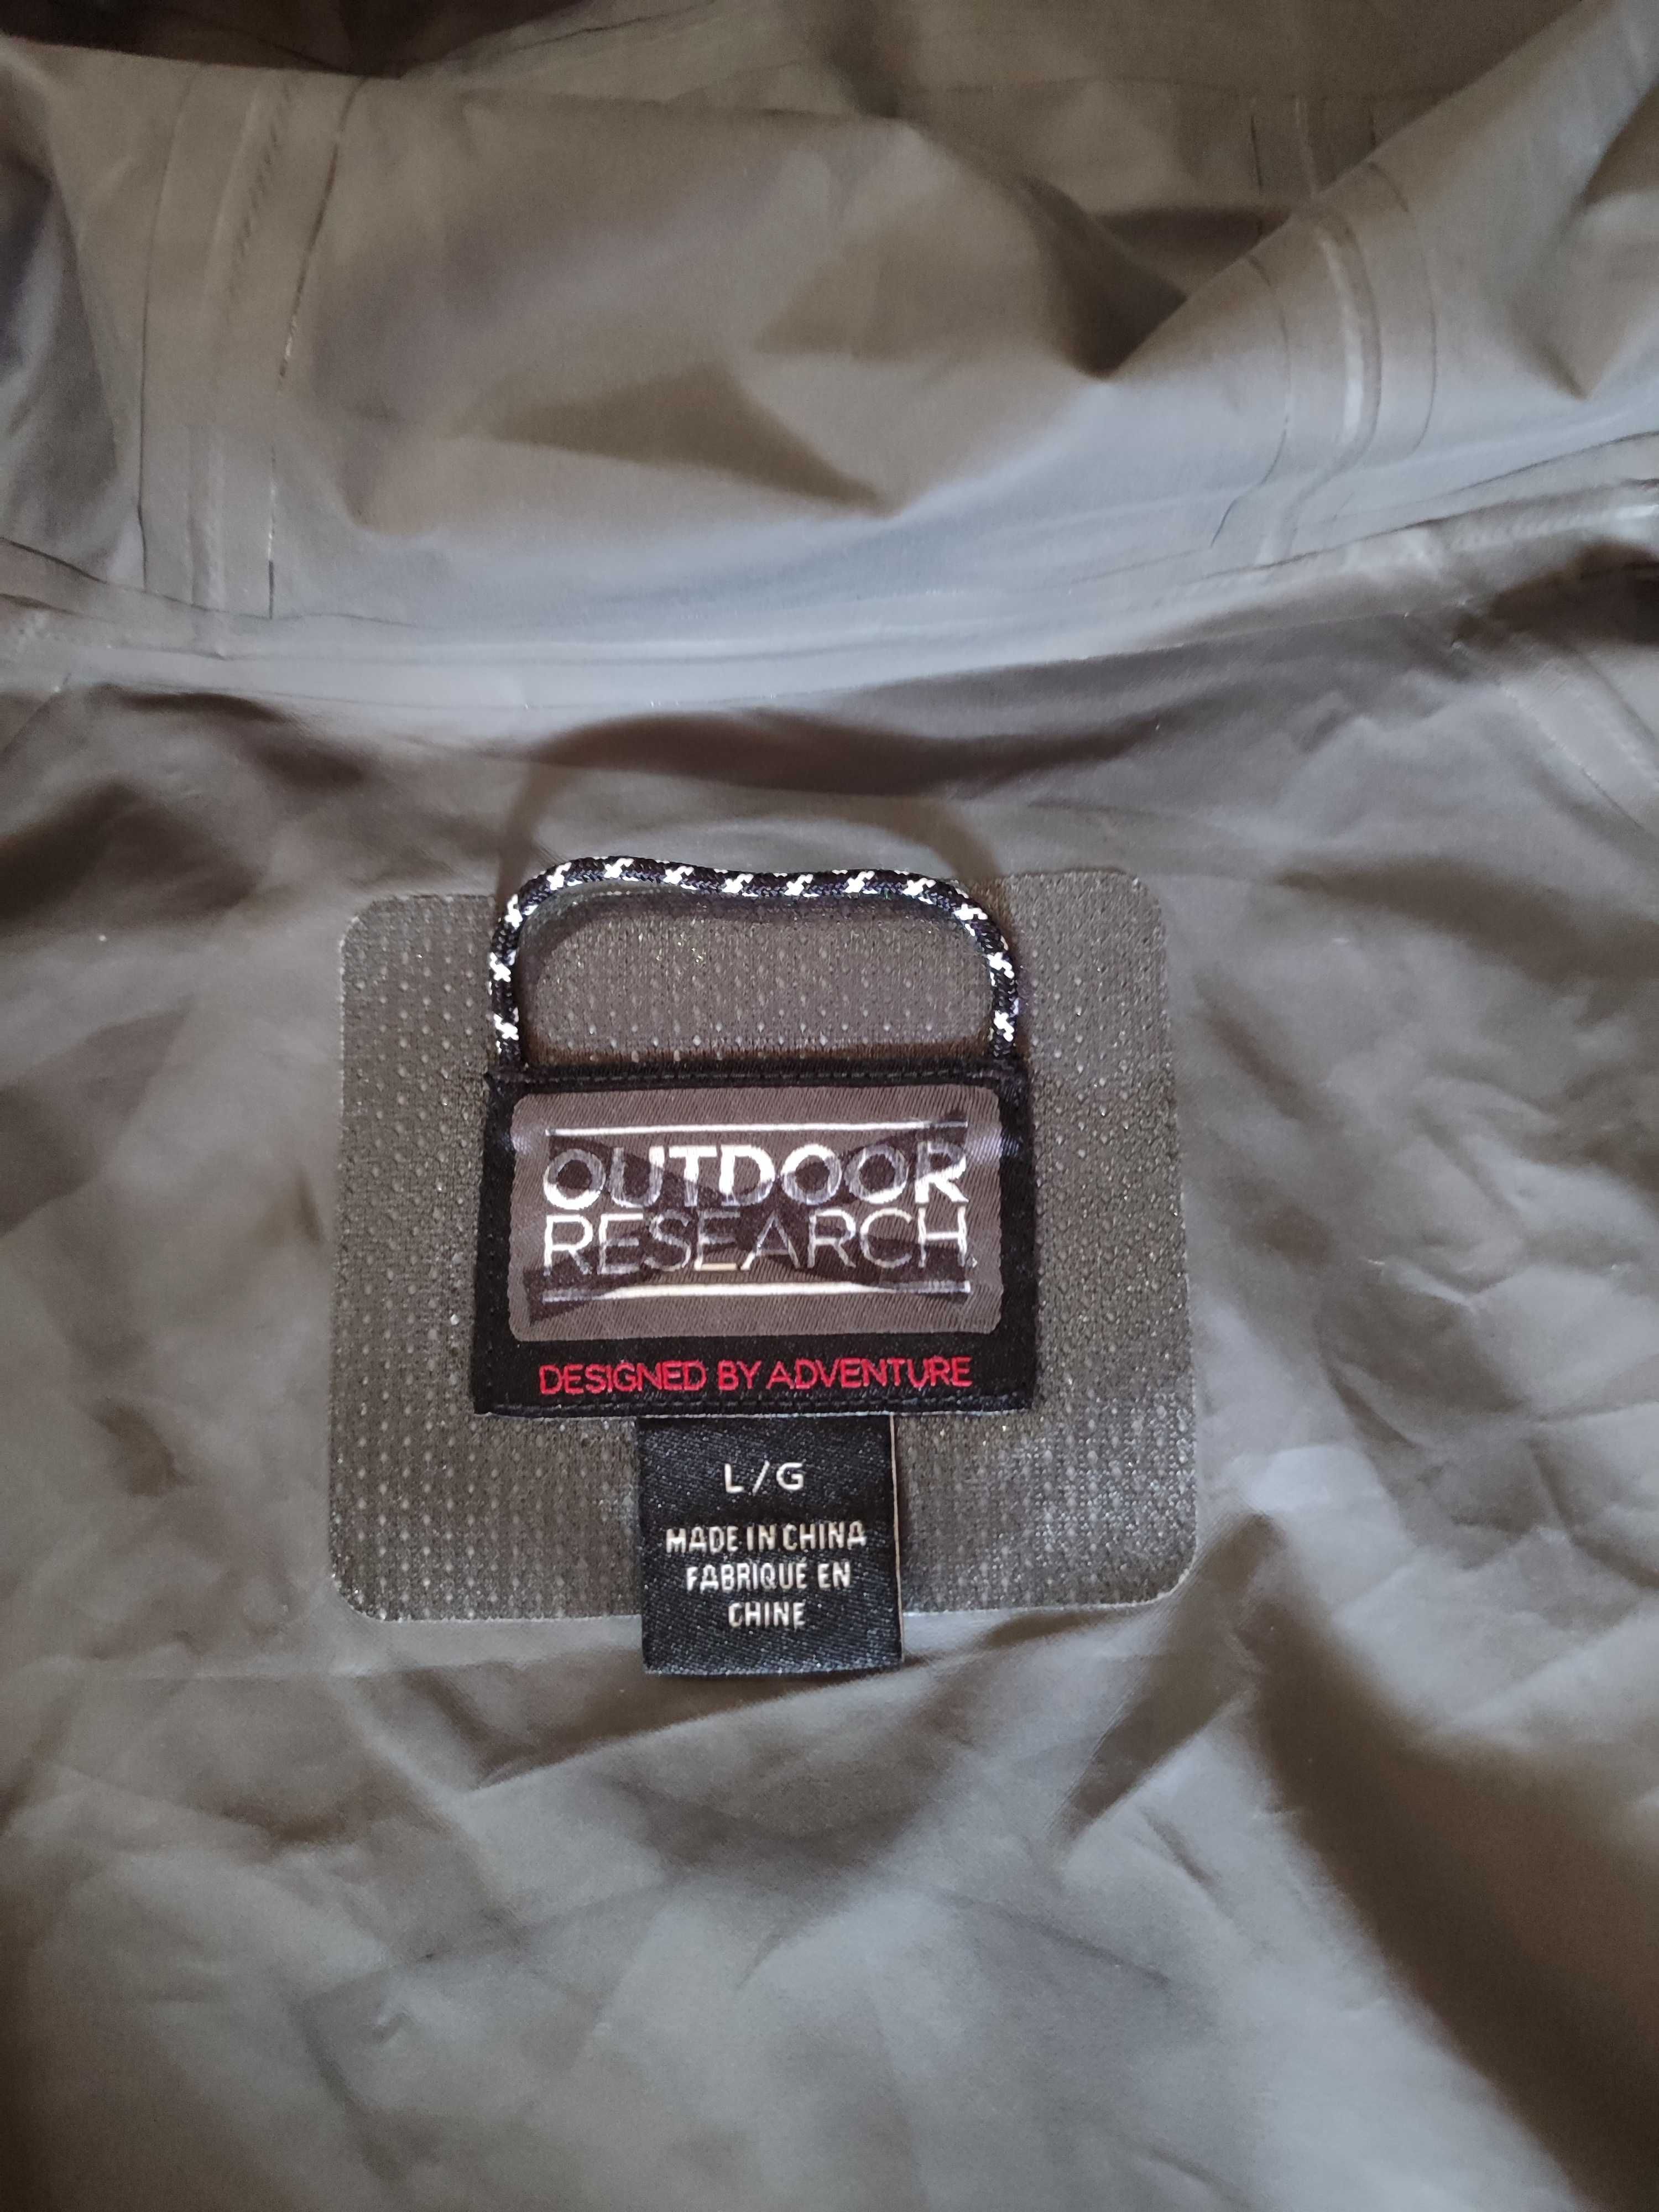 OUTDOOR
RESEARCH
DESIGNED BY ADVENTURE
L/G
MADE IN CHINA
FABRIQUÉ EN
CHINE